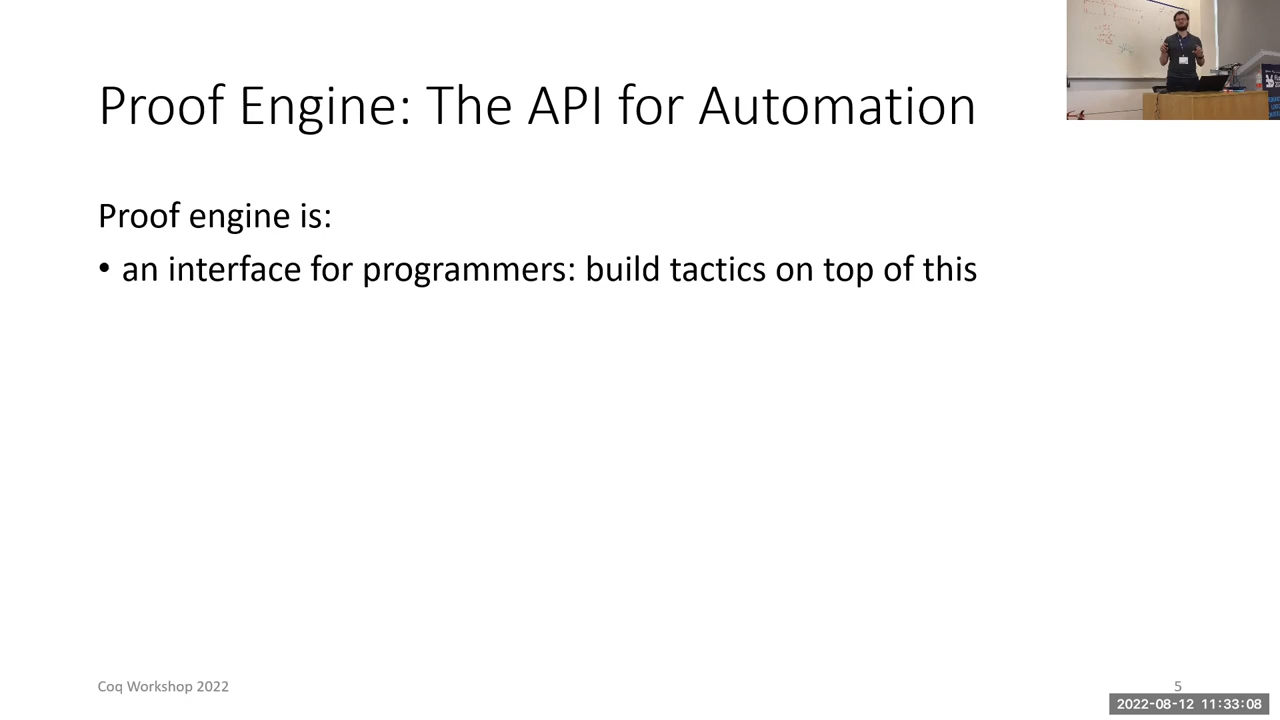 Proof Engine: The API for Automation
Proof engine is:
• an interface for programmers: build tactics on top of this
Coq Workshop 2022
5
2022-08-12 11:33:08